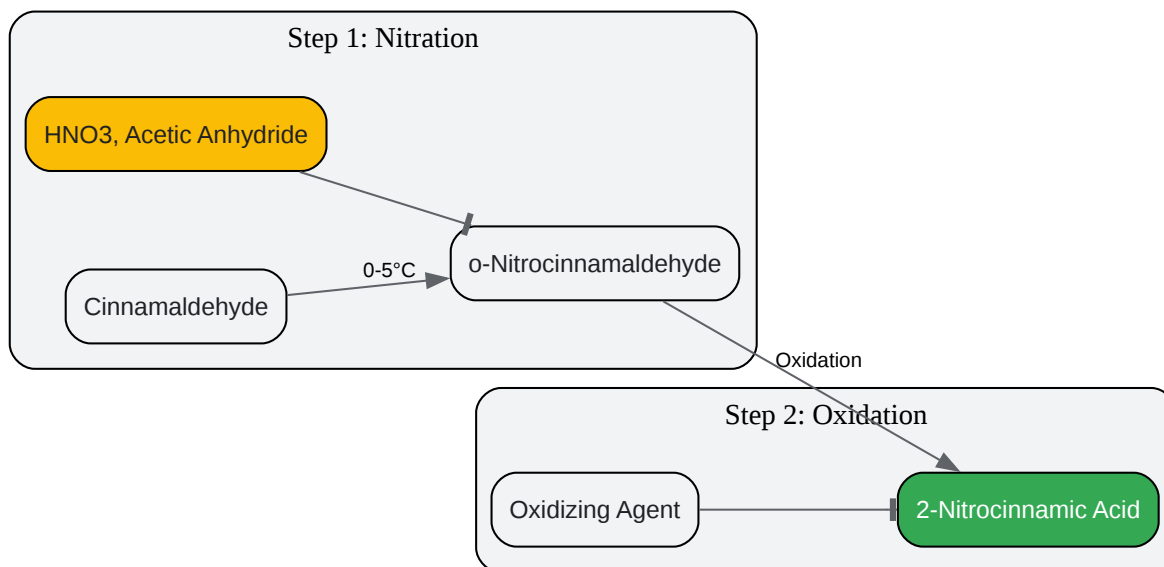 Step 1: Nitration
HNO3, Acetic Anhydride
0-5°C
o-Nitrocinnamaldehyde
Cinnamaldehyde
Oxidation
Step 2: Oxidation
Oxidizing Agent
2-Nitrocinnamic Acid